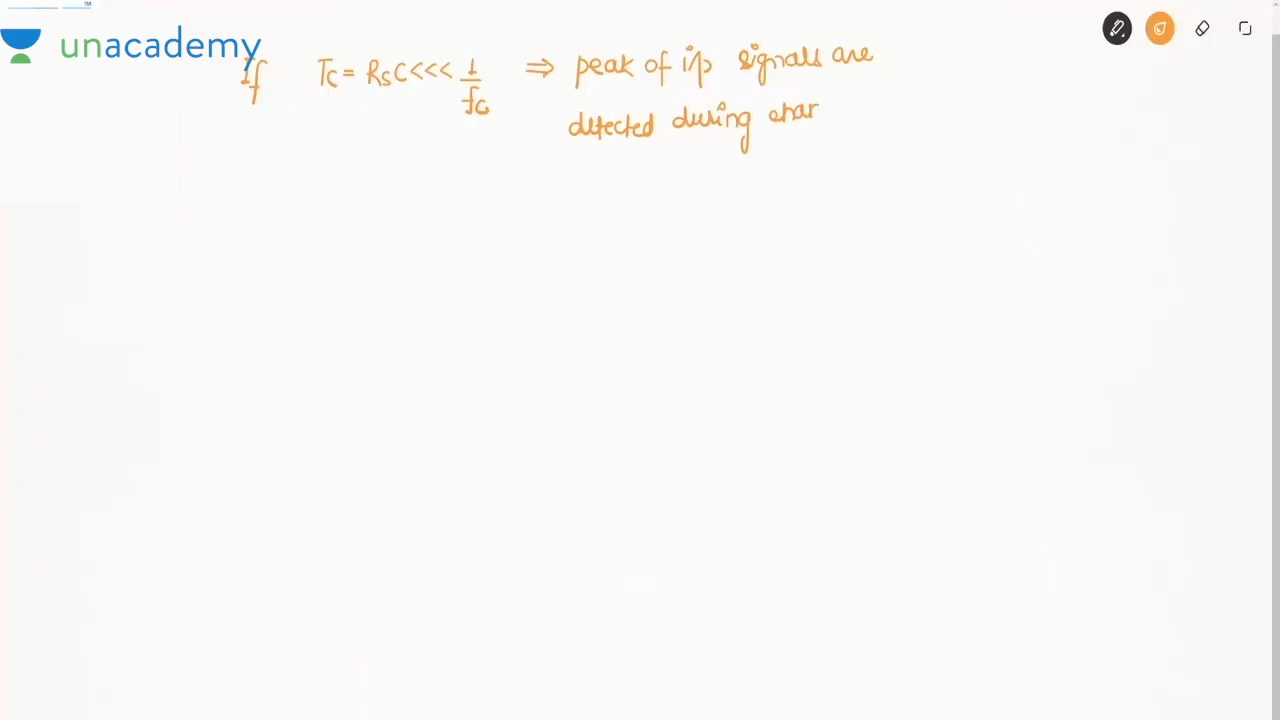 unacademy
If Tc = RsC <<< 1/fc ⇒ peak of i/p signals are
detected during char